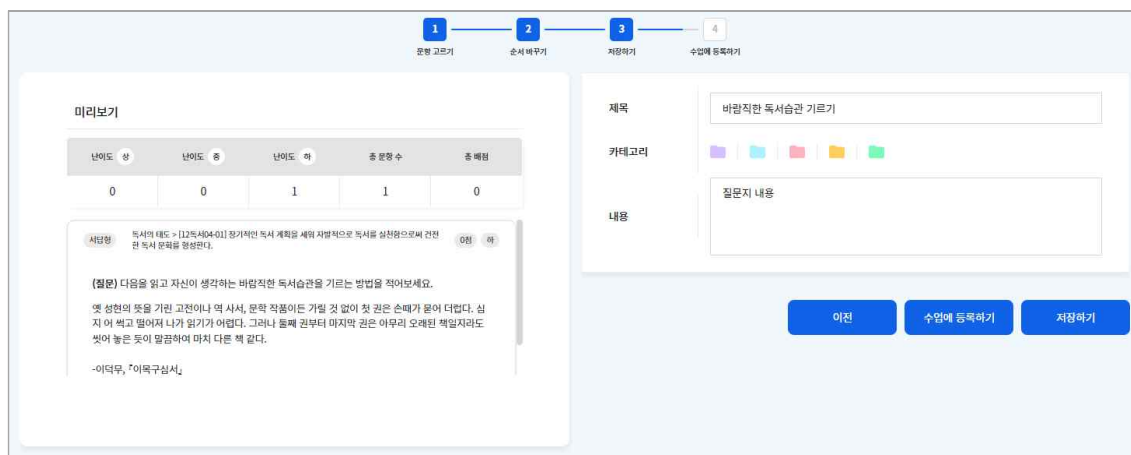 1 2 3 4
문항 고르기 순서 바꾸기 저장하기 수업에 등록하기
미리보기
난이도 상 난이도 중 난이도 하 총 문항 수 총 배점
0 0 1 1 0
서답형
독서의 태도 > [12독서04-01] 장기적인 독서 계획을 세워 자발적으로 독서를 실천함으로써 건전
한 독서 문화를 형성한다.
0점 하
(질문) 다음을 읽고 자신이 생각하는 바람직한 독서습관을 기르는 방법을 적어보세요.
옛 성현의 뜻을 기린 고전이나 역 사서, 문학 작품이든 가릴 것 없이 첫 권은 손때가 묻어 더럽다. 심
지 어 썩고 떨어져 나가 읽기가 어렵다. 그러나 둘째 권부터 마지막 권은 아무리 오래된 책일지라도
씻어 놓은 듯이 말끔하여 마치 다른 책 같다.
-이덕무, 『이목구심서』
제목 바람직한 독서습관 기르기
카테고리
내용
질문지 내용
이전 수업에 등록하기 저장하기